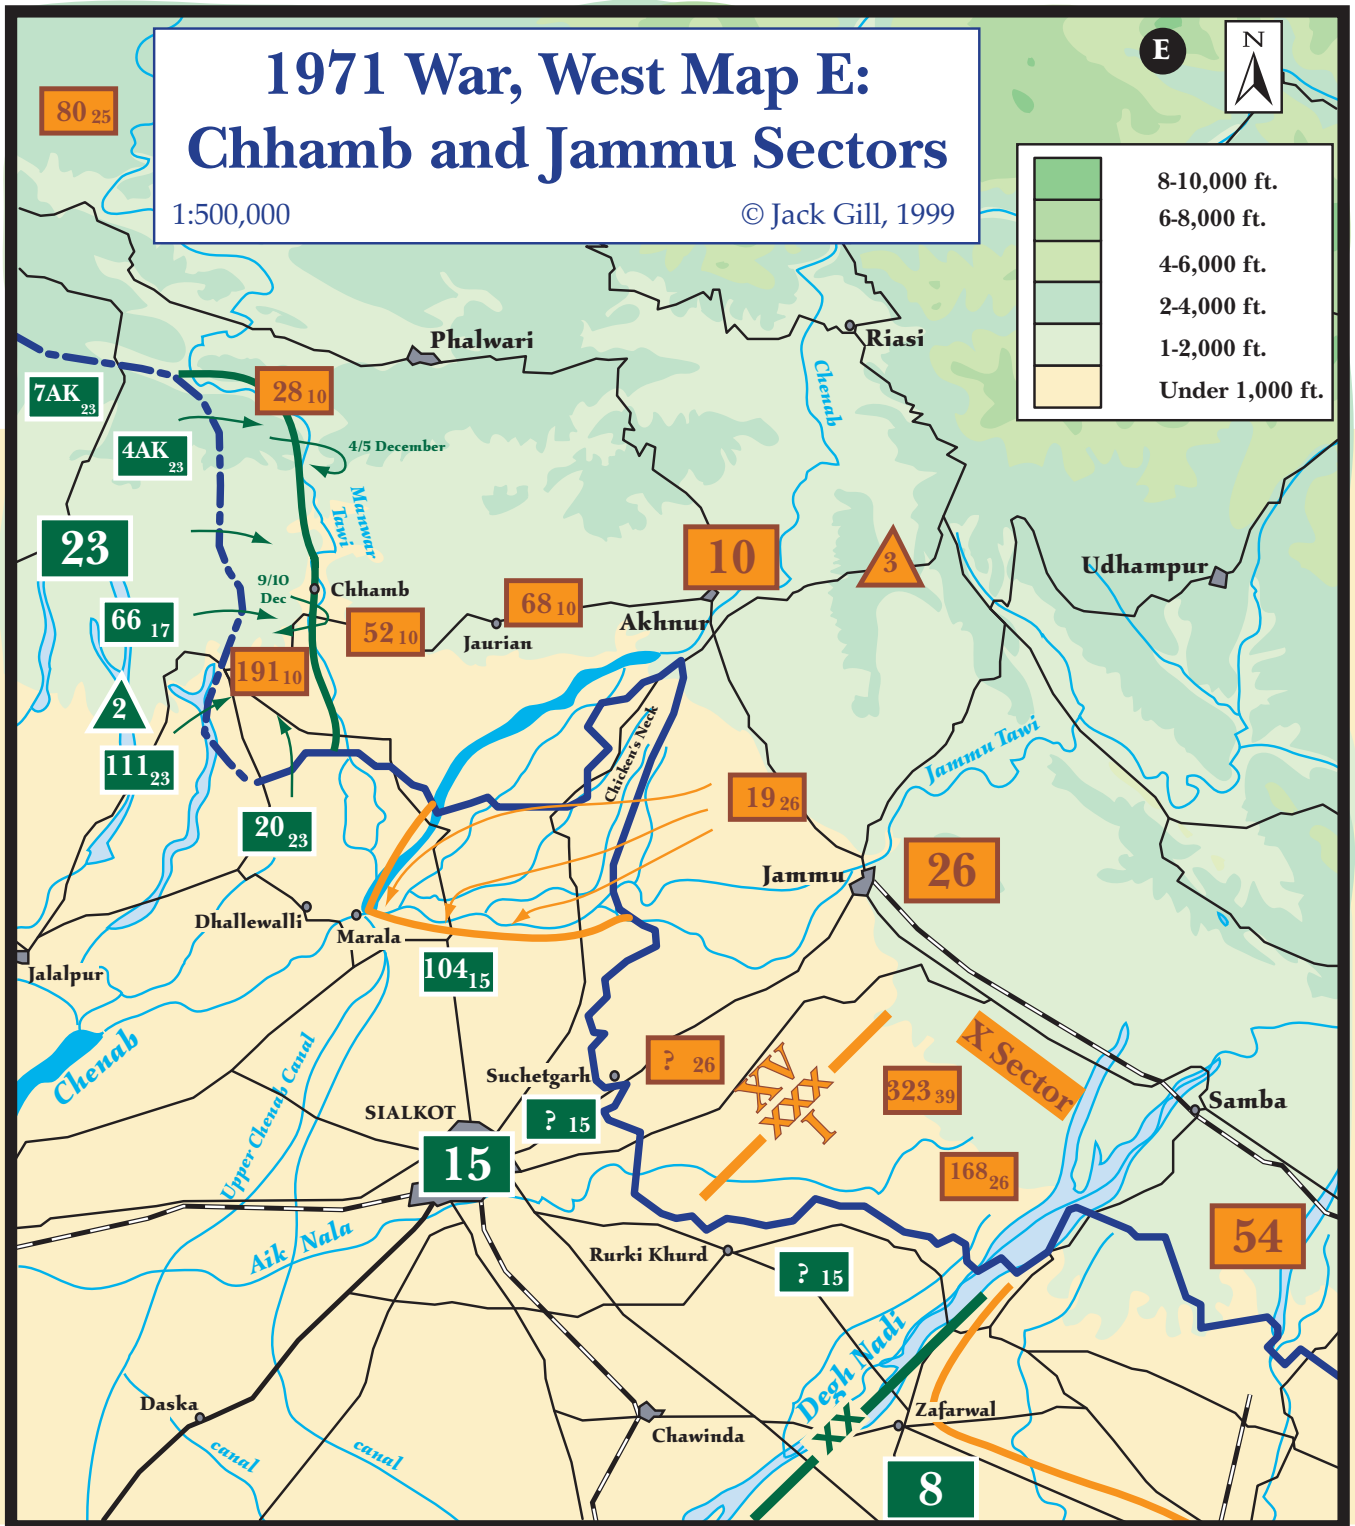 1971 War, West Map E:
Chhamb and Jammu Sectors
1:500,000
© Jack Gill, 1999
E
N
8-10,000 ft.
6-8,000 ft.
4-6,000 ft.
2-4,000 ft.
1-2,000 ft.
Under 1,000 ft.
80 25
Phalwari
Riasi
Chenab
7AK 23
28 10
4AK 23
4/5 December
Manwar
Tawi
23
10
3
Udhampur
9/10
Dec
Chhamb
66 17
52 10
68 10
Jaurian
Akhnur
191 10
2
111 23
Chicken's Neck
Jammu Tawi
20 23
19 26
Jammu
26
Dhallewalli
Marala
Jalalpur
104 15
Chenab
Upper Chenab Canal
Suchetgarh
? 26
XV
XXX
I
323 39
X Sector
Samba
SIALKOT
? 15
15
168 26
54
Aik Nala
Rurki Khurd
? 15
Degh Nadi
XX
Daska
Zafarwal
Chawinda
canal
canal
8